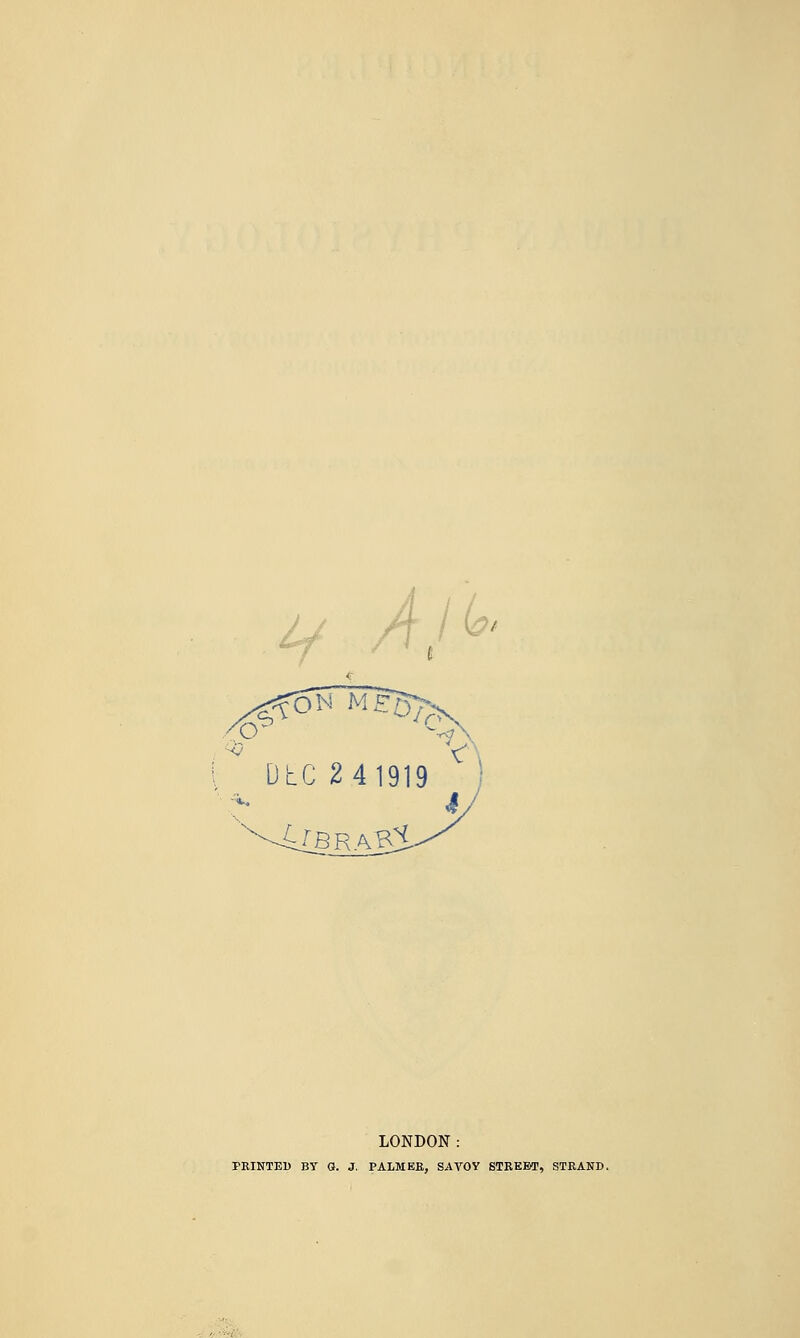 4 A 16
BOSTON MEDICAL
DEC 24 1919
LIBRARY
LONDON :
PRINTED BY G. J. PALMER, SAVOY STREET, STRAND.